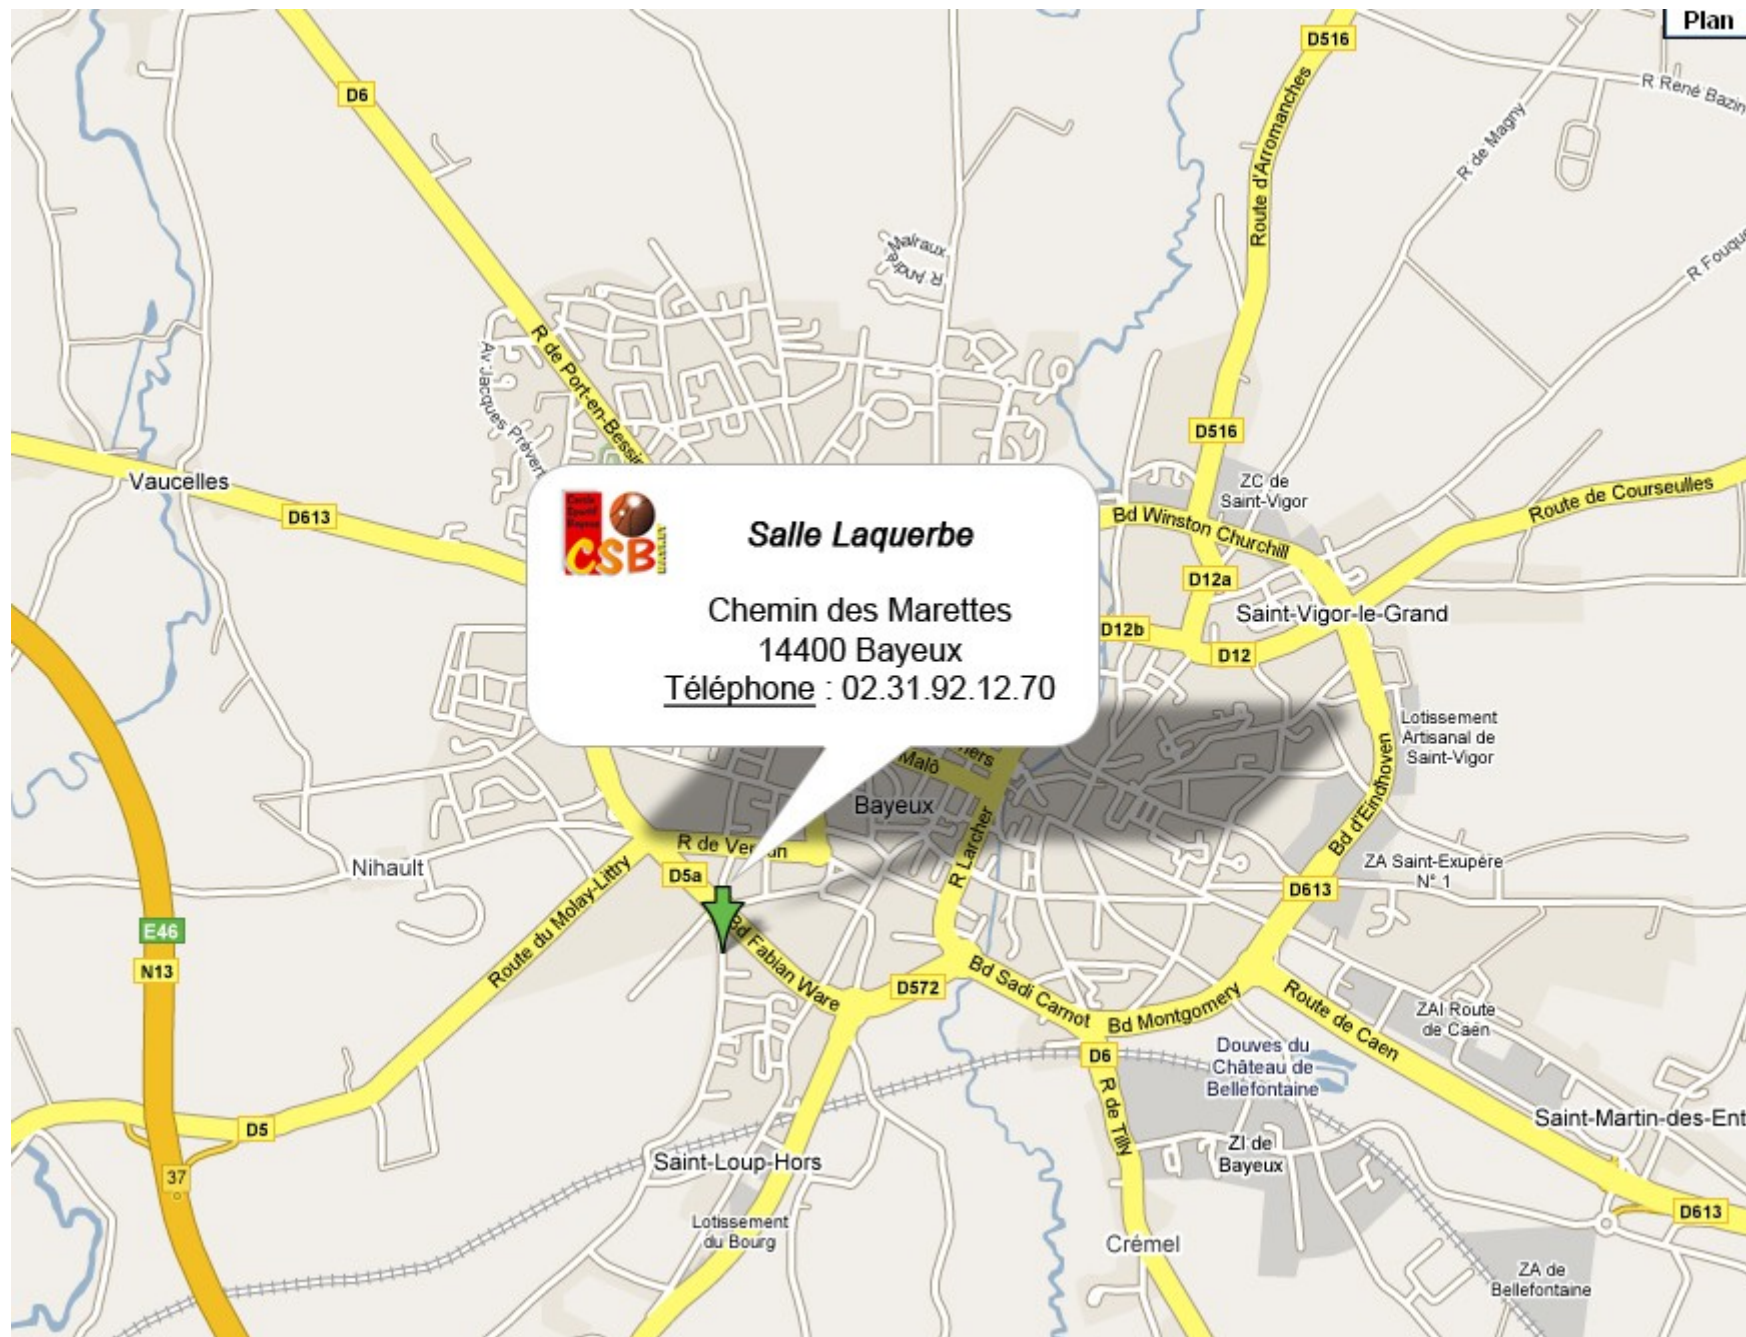 Plan
D516
D6
R René Bazin
R de Magny
Route d'Arromanches
R Fouque
Malraux
R André
R de Port-en-Bessin
Av Jacques Prévert
D516
Vaucelles
ZC de
Saint-Vigor
Route de Courseulles
D613
Bd Winston Churchill
CSB
Salle Laquerbe
Chemin des Marettes
14400 Bayeux
Téléphone : 02.31.92.12.70
D12a
Saint-Vigor-le-Grand
D12b
D12
Lotissement
Artisanal de
Saint-Vigor
Malô
Bayeux
Bd d'Eindhoven
R Larcher
R de Verdun
Nihault
D5a
ZA Saint-Exupère
N° 1
D613
Route du Molay-Littry
E46
N13
Bd Fabian Ware
D572
Bd Sadi Carnot
Bd Montgomery
Route de Caen
ZAI Route
de Caen
D6
Douves du
Château de
Bellefontaine
R de Tilly
D5
Saint-Martin-des-Ent
ZI de
Bayeux
Saint-Loup-Hors
37
D613
Lotissement
du Bourg
Crémel
ZA de
Bellefontaine